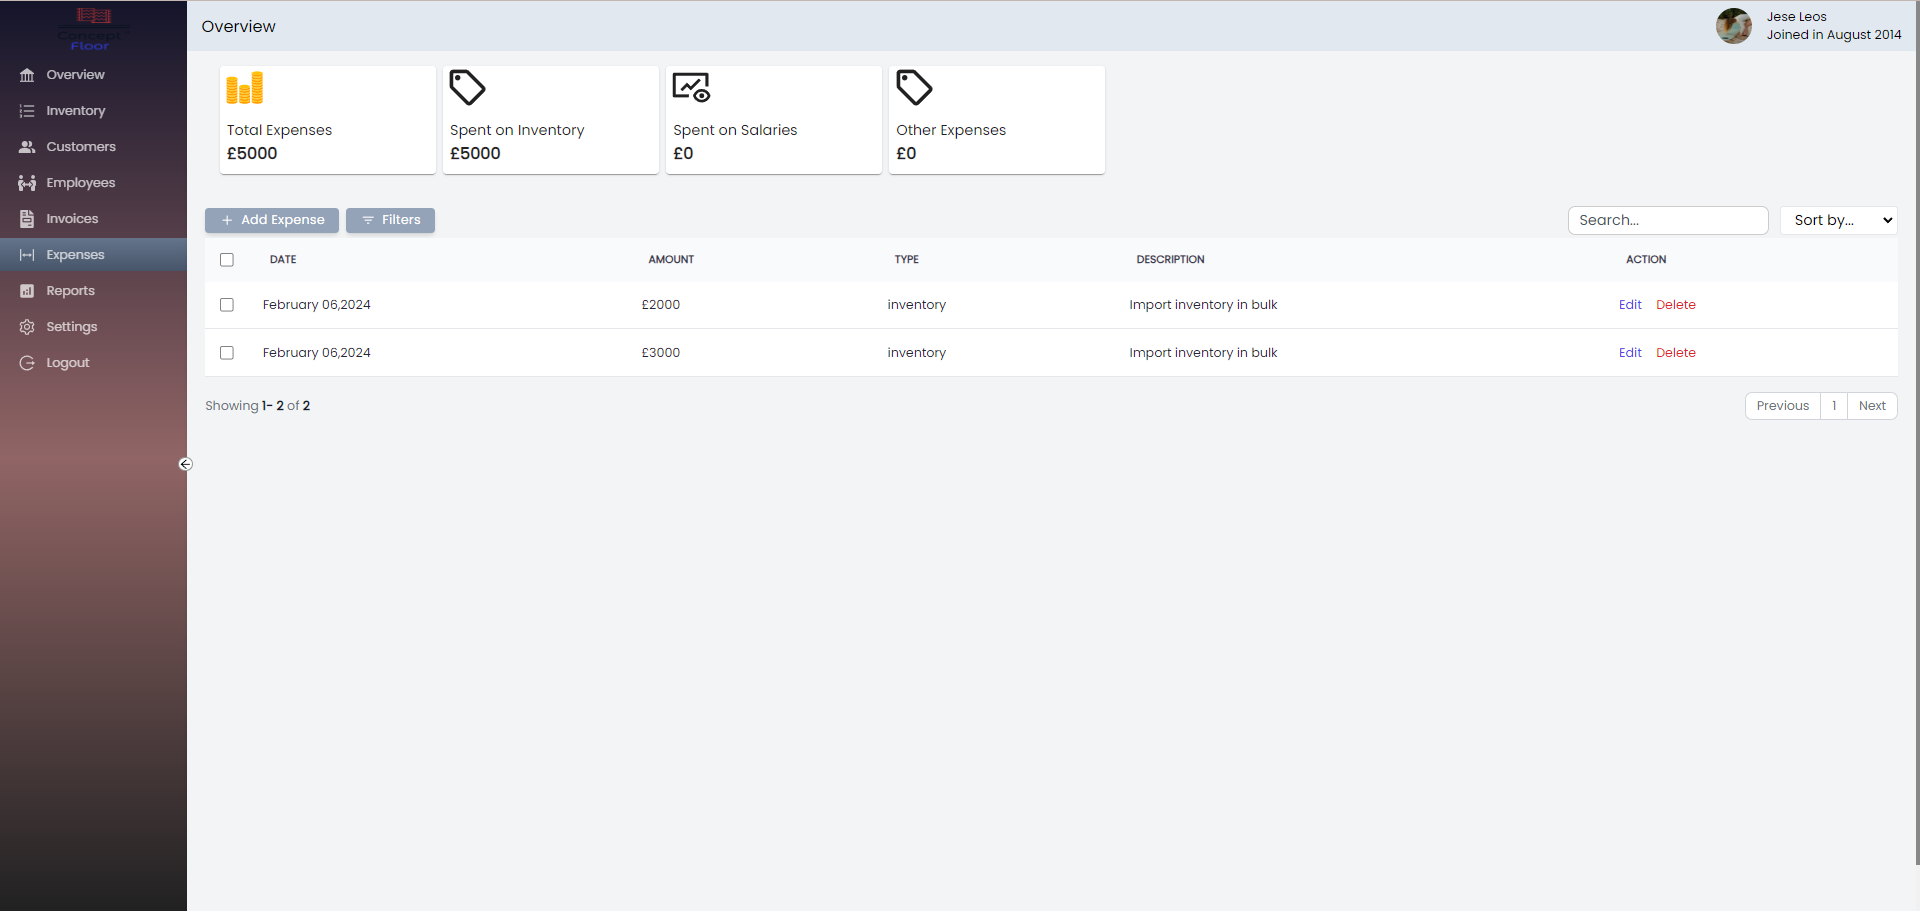 Concept
Floor
Overview
Inventory
Customers
Employees
Invoices
Expenses
Reports
Settings
Logout
Overview
Jese Leos
Joined in August 2014
Total Expenses
£5000
Spent on Inventory
£5000
Spent on Salaries
£0
Other Expenses
£0
Add Expense
Filters
Search...
Sort by...
DATE AMOUNT TYPE DESCRIPTION ACTION
February 06,2024 £2000 inventory Import inventory in bulk Edit Delete
February 06,2024 £3000 inventory Import inventory in bulk Edit Delete
Showing 1- 2 of 2
Previous 1 Next